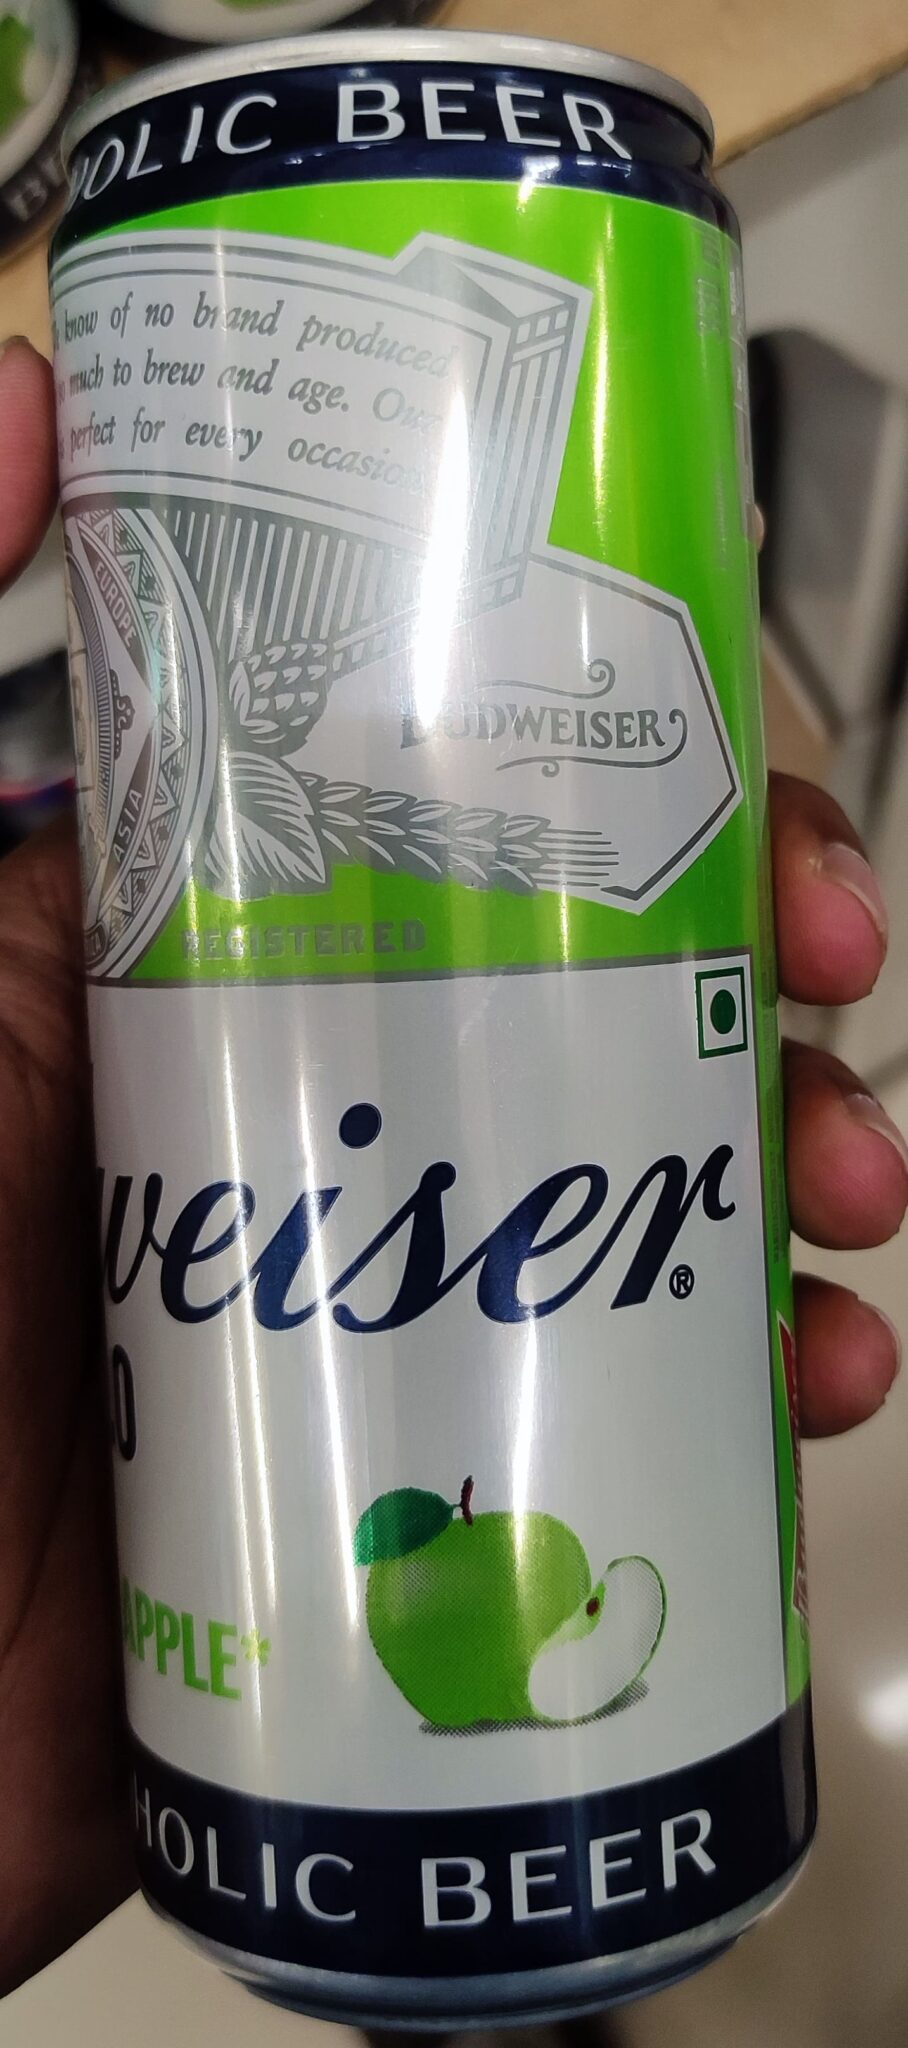 HOLIC BEER
know of no brand produced
much to brew and age. Our
perfect for every occasion
EUROPE
ASIA
BUDWEISER
REGISTERED
weiser®
0
APPLE*
HOLIC BEER